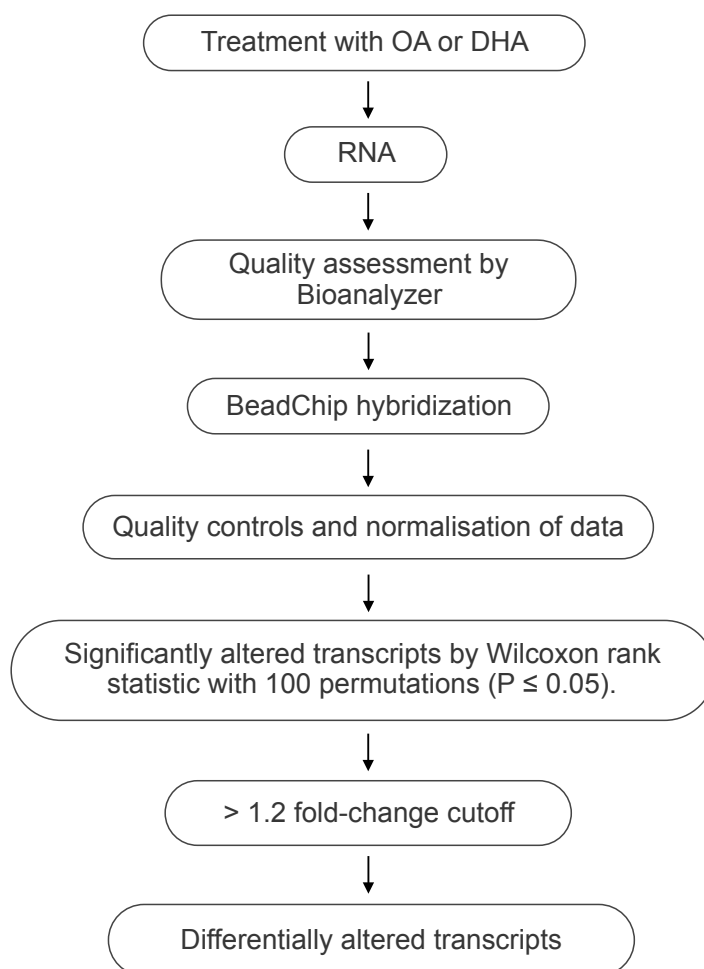 Treatment with OA or DHA
RNA
Quality assessment by
Bioanalyzer
BeadChip hybridization
Quality controls and normalisation of data
Significantly altered transcripts by Wilcoxon rank
statistic with 100 permutations (P ≤ 0.05).
> 1.2 fold-change cutoff
Differentially altered transcripts